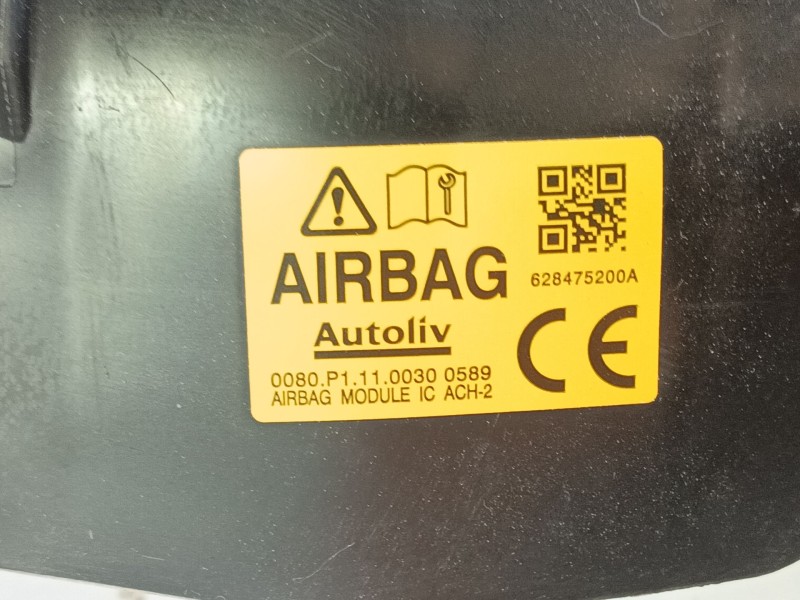 AIRBAG
628475200A
Autoliv
CE
0080.P1.11.0030 0589
AIRBAG MODULE IC ACH-2